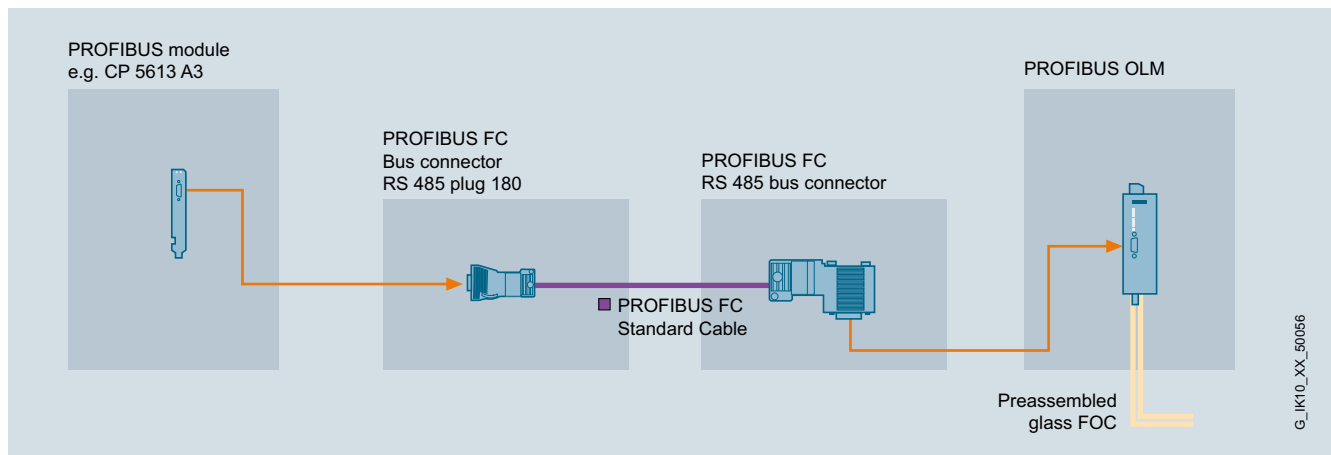 PROFIBUS module
e.g. CP 5613 A3
PROFIBUS FC
Bus connector
RS 485 plug 180
PROFIBUS FC
RS 485 bus connector
PROFIBUS OLM
PROFIBUS FC
Standard Cable
Preassembled
glass FOC
G_IK10_XX_50056